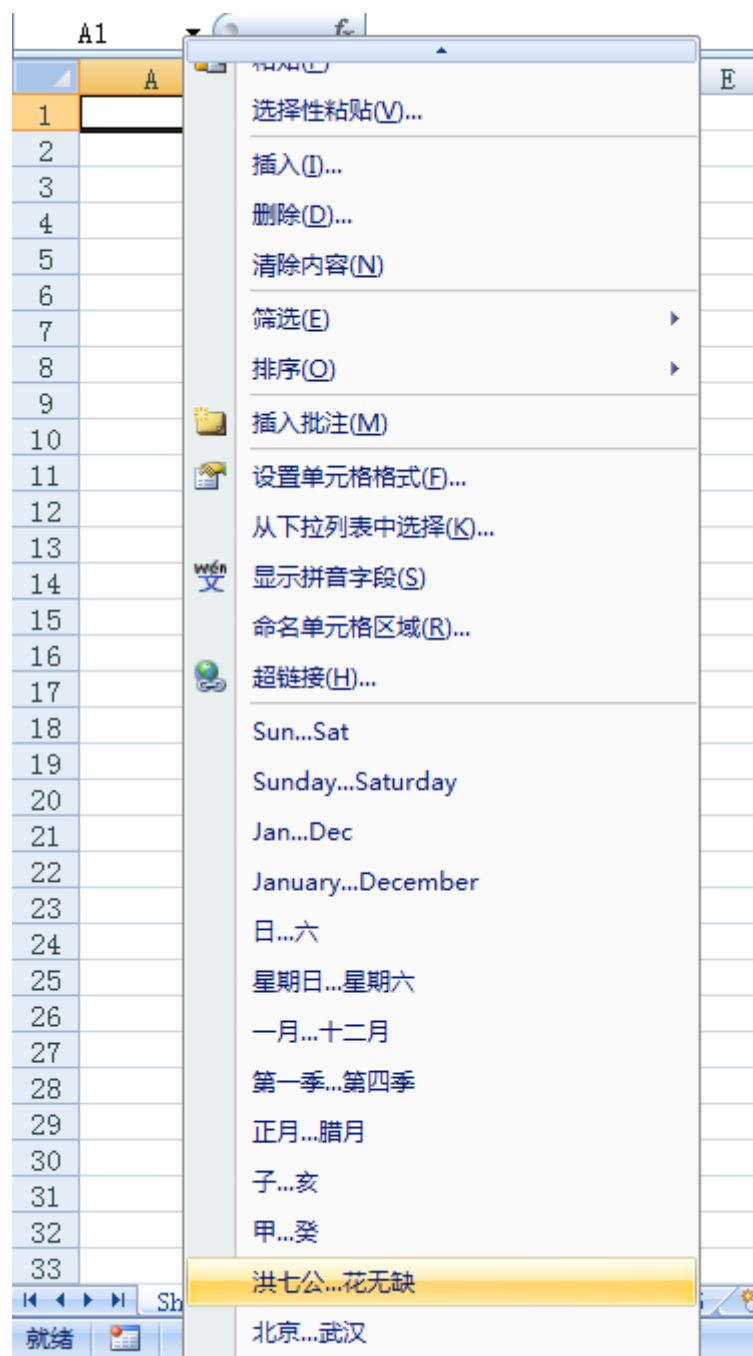 A1
fx
A
E
粘贴(P)
选择性粘贴(V)...
插入(I)...
删除(D)...
清除内容(N)
筛选(E)
排序(O)
插入批注(M)
设置单元格格式(F)...
从下拉列表中选择(K)...
wén
文
显示拼音字段(S)
命名单元格区域(R)...
超链接(H)...
Sun...Sat
Sunday...Saturday
Jan...Dec
January...December
日...六
星期日...星期六
一月...十二月
第一季...第四季
正月...腊月
子...亥
甲...癸
洪七公...花无缺
北京...武汉
1
2
3
4
5
6
7
8
9
10
11
12
13
14
15
16
17
18
19
20
21
22
23
24
25
26
27
28
29
30
31
32
33
Sh
就绪